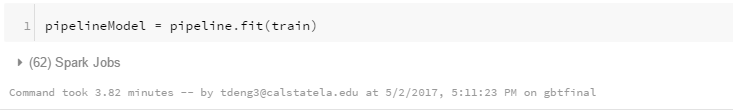 1 pipelineModel = pipeline.fit(train)
(62) Spark Jobs
Command took 3.82 minutes -- by tdeng3@calstatela.edu at 5/2/2017, 5:11:23 PM on gbtfinal